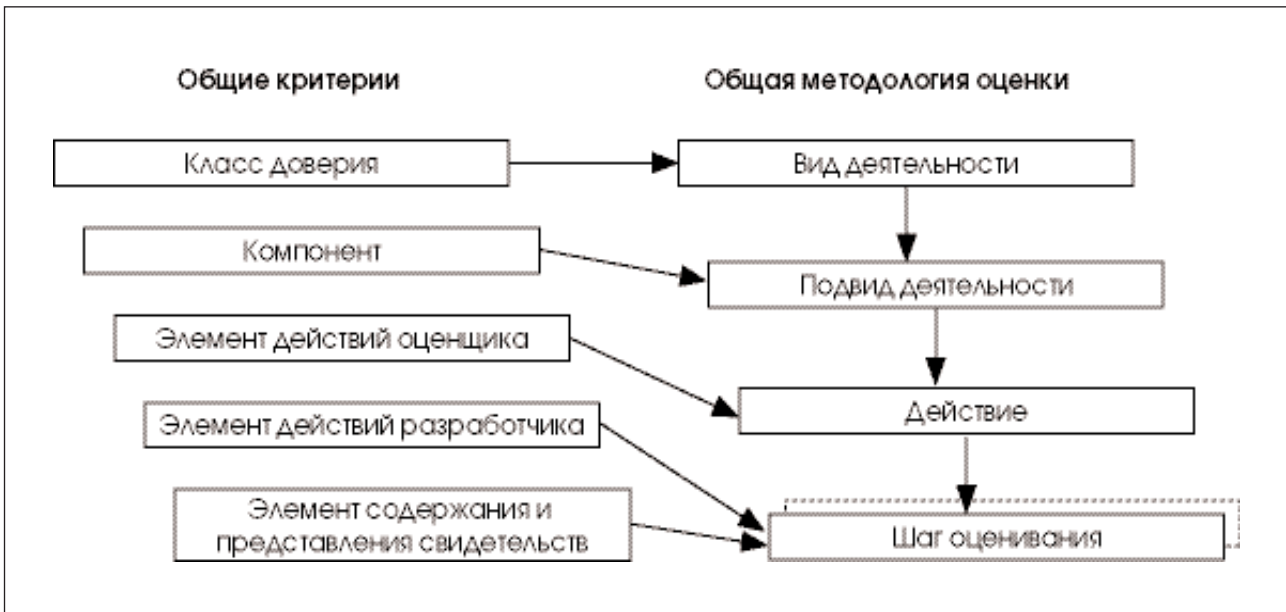 Общие критерии
Общая методология оценки
Класс доверия
Вид деятельности
Компонент
Подвид деятельности
Элемент действий оценщика
Действие
Элемент действий разработчика
Элемент содержания и
представления свидетельств
Шаг оценивания